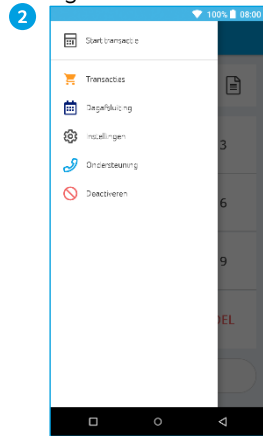 2
100% 08:00
Start transactie
Transacties
Dagafsluiting
3
Instellingen
6
Ondersteuning
Deactiveren
9
DEL